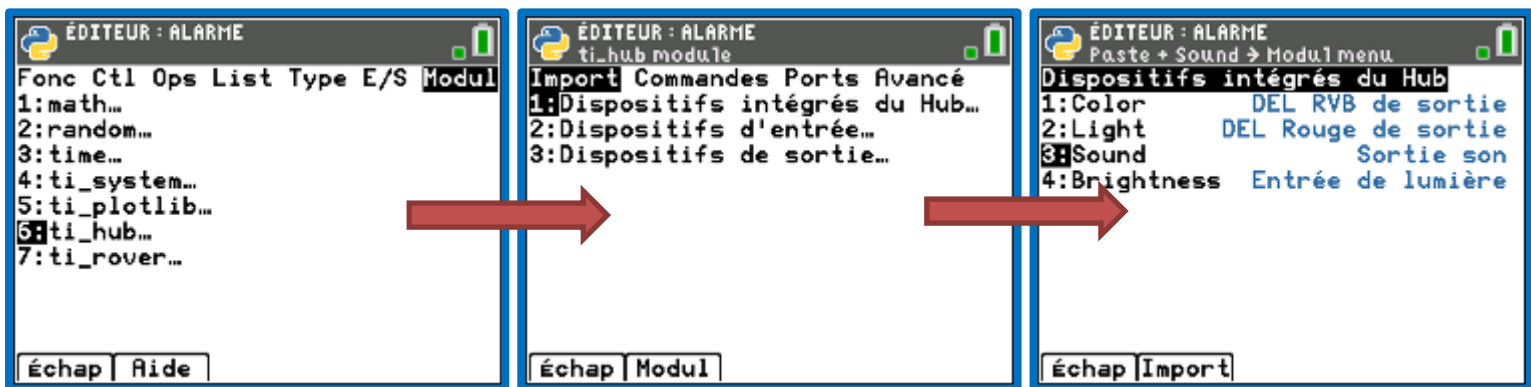 ÉDITEUR : ALARME
Fonc Ctl Ops List Type E/S Modul
1:math…
2:random…
3:time…
4:ti_system…
5:ti_plotlib…
6:ti_hub…
7:ti_rover…
Échap Aide
ÉDITEUR : ALARME
ti_hub module
Import Commandes Ports Avancé
1:Dispositifs intégrés du Hub…
2:Dispositifs d'entrée…
3:Dispositifs de sortie…
Échap Modul
ÉDITEUR : ALARME
Paste + Sound → Modul menu
Dispositifs intégrés du Hub
1:Color DEL RVB de sortie
2:Light DEL Rouge de sortie
3:Sound Sortie son
4:Brightness Entrée de lumière
Échap Import